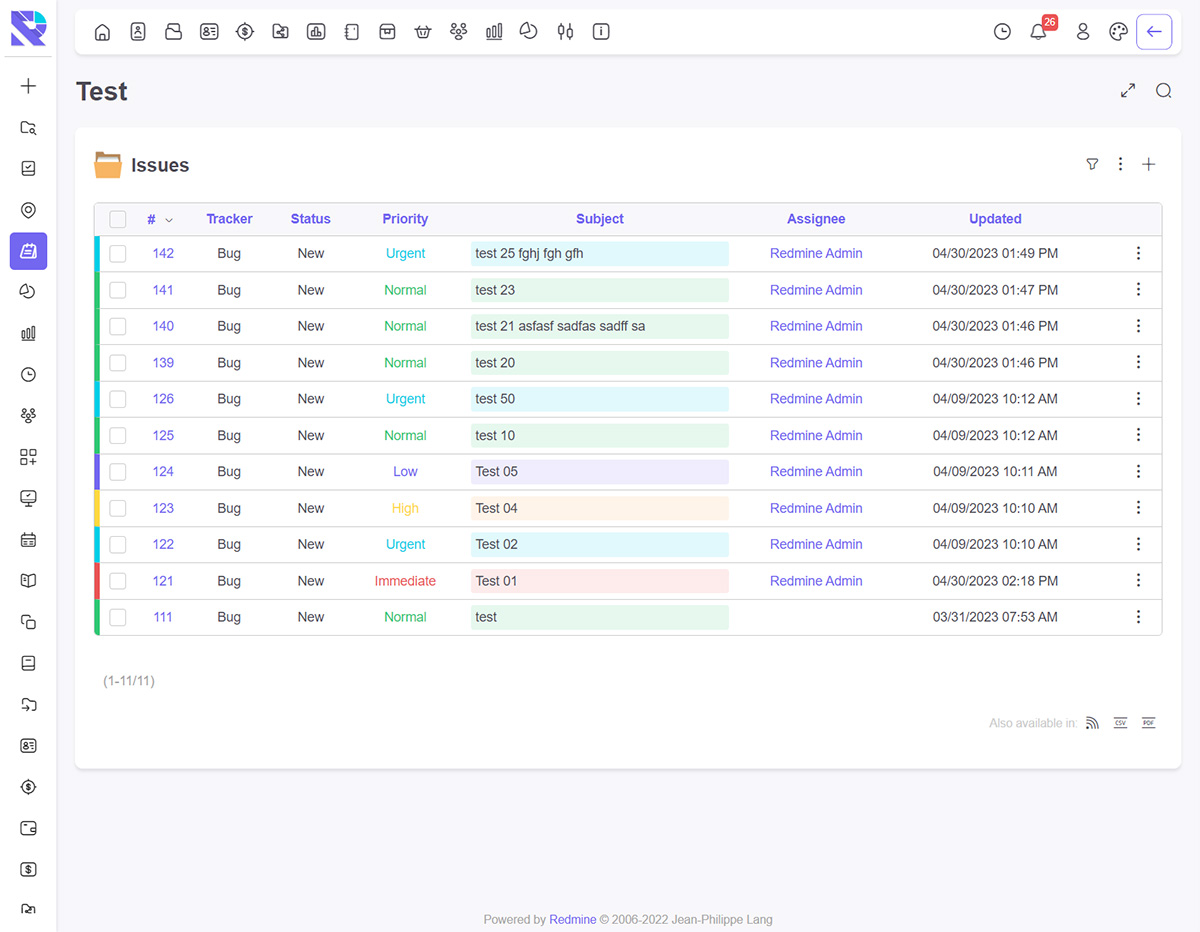 26
Test
Issues
# Tracker Status Priority Subject Assignee Updated
142 Bug New Urgent test 25 fghj fgh gfh Redmine Admin 04/30/2023 01:49 PM
141 Bug New Normal test 23 Redmine Admin 04/30/2023 01:47 PM
140 Bug New Normal test 21 asfasf sadfas sadff sa Redmine Admin 04/30/2023 01:46 PM
139 Bug New Normal test 20 Redmine Admin 04/30/2023 01:46 PM
126 Bug New Urgent test 50 Redmine Admin 04/09/2023 10:12 AM
125 Bug New Normal test 10 Redmine Admin 04/09/2023 10:12 AM
124 Bug New Low Test 05 Redmine Admin 04/09/2023 10:11 AM
123 Bug New High Test 04 Redmine Admin 04/09/2023 10:10 AM
122 Bug New Urgent Test 02 Redmine Admin 04/09/2023 10:10 AM
121 Bug New Immediate Test 01 Redmine Admin 04/30/2023 02:18 PM
111 Bug New Normal test 03/31/2023 07:53 AM
(1-11/11)
Also available in: CSV PDF
Powered by Redmine © 2006-2022 Jean-Philippe Lang